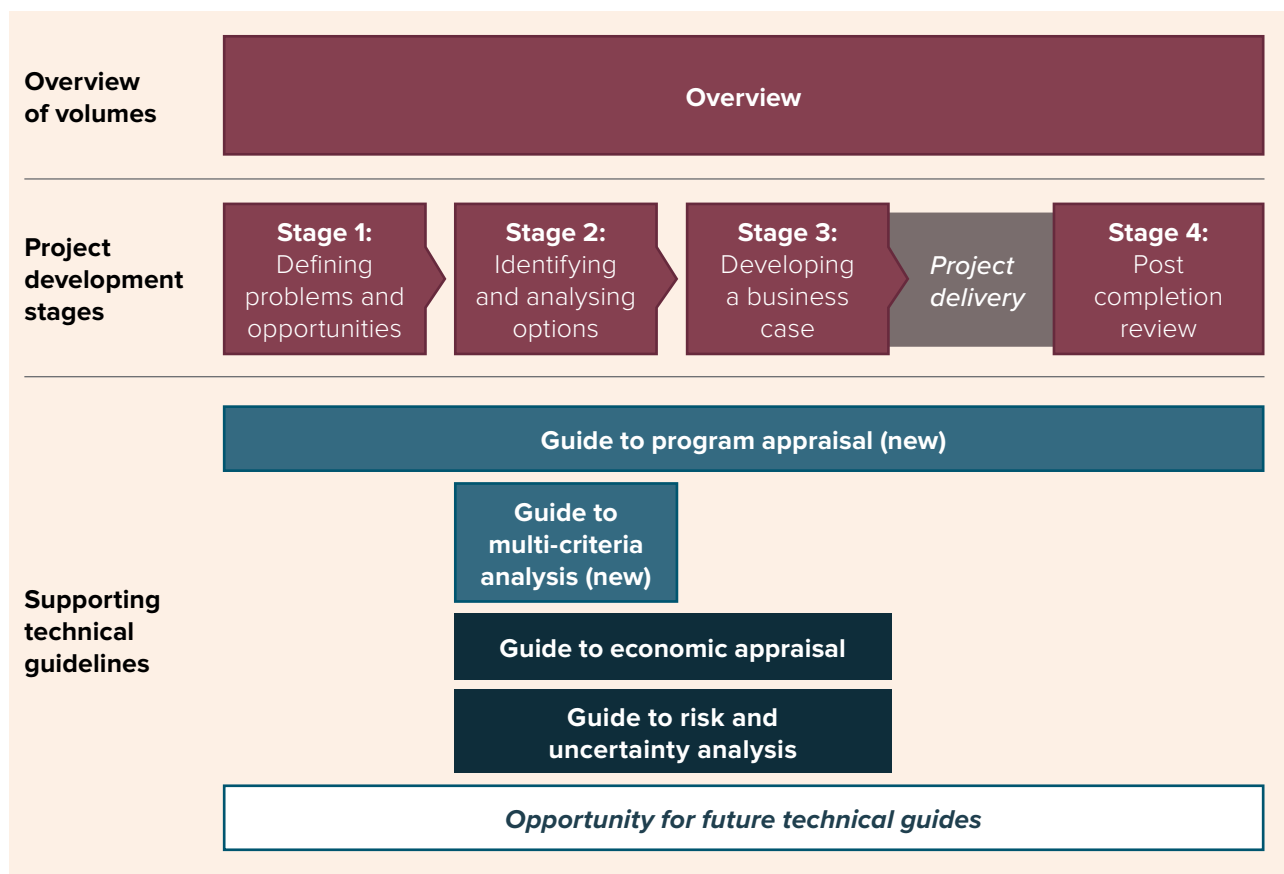 Overview
of volumes
Overview
Project
development
stages
Stage 1:
Defining
problems and
opportunities
Stage 2:
Identifying
and analysing
options
Stage 3:
Developing
a business
case
Project
delivery
Stage 4:
Post
completion
review
Supporting
technical
guidelines
Guide to program appraisal (new)
Guide to
multi-criteria
analysis (new)
Guide to economic appraisal
Guide to risk and
uncertainty analysis
Opportunity for future technical guides